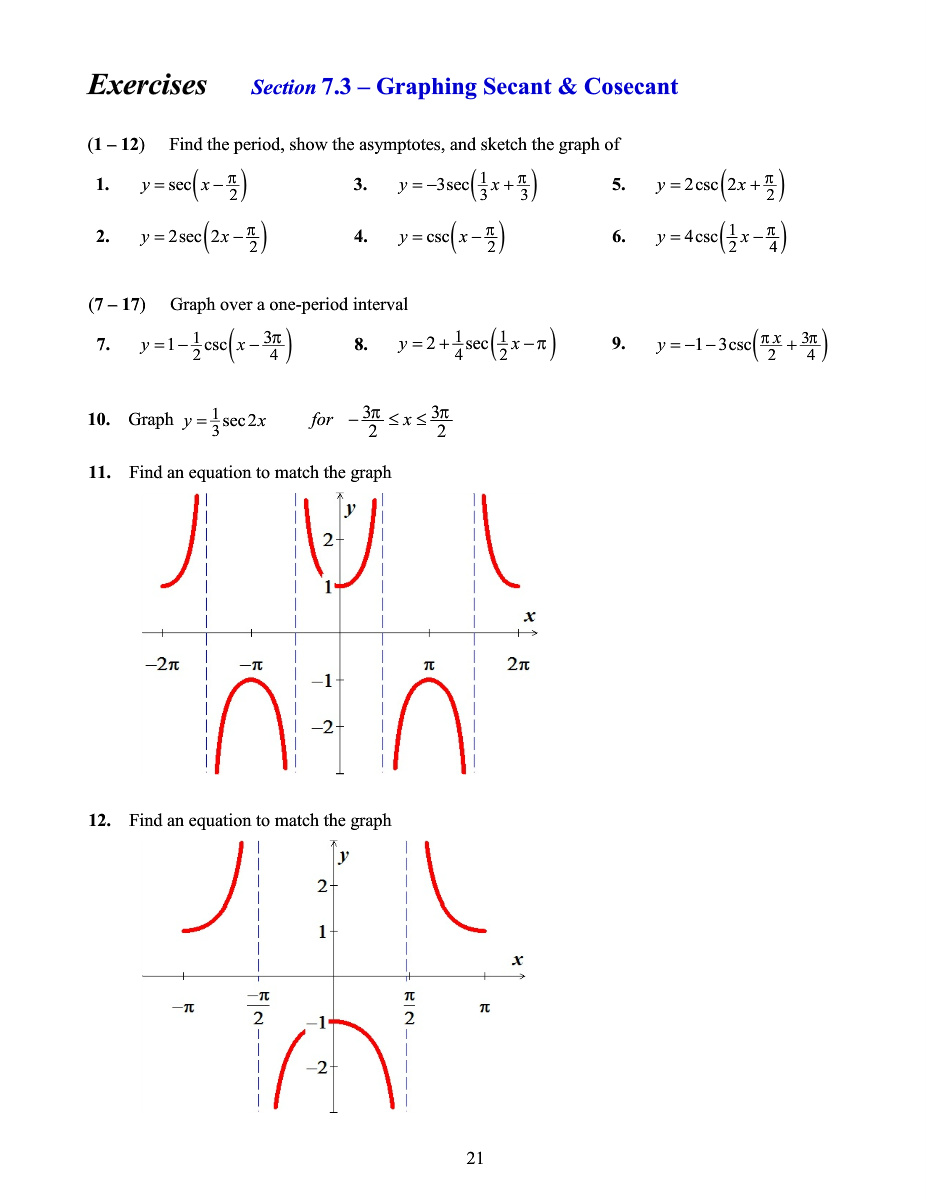 Exercises Section 7.3 – Graphing Secant & Cosecant
(1 – 12) Find the period, show the asymptotes, and sketch the graph of
1. y = sec(x − π/2) 3. y = −3sec(1/3 x + π/3) 5. y = 2csc(2x + π/2)
2. y = 2sec(2x − π/2) 4. y = csc(x − π/2) 6. y = 4csc(1/2 x − π/4)
(7 – 17) Graph over a one-period interval
7. y = 1 − 1/2 csc(x − 3π/4) 8. y = 2 + 1/4 sec(1/2 x − π) 9. y = −1 − 3csc(πx/2 + 3π/4)
10. Graph y = 1/3 sec 2x for −3π/2 ≤ x ≤ 3π/2
11. Find an equation to match the graph
y
2
1
x
−2π −π π 2π
−1
−2
12. Find an equation to match the graph
y
2
1
x
−π −π/2 π/2 π
−1
−2
21